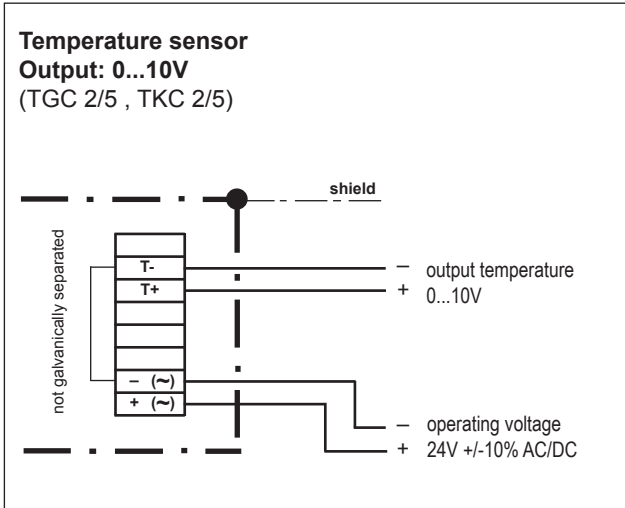 Temperature sensor
Output: 0...10V
(TGC 2/5 , TKC 2/5)
shield
not galvanically separated
T-
T+
– (~)
+ (~)
– output temperature
+ 0...10V
– operating voltage
+ 24V +/-10% AC/DC